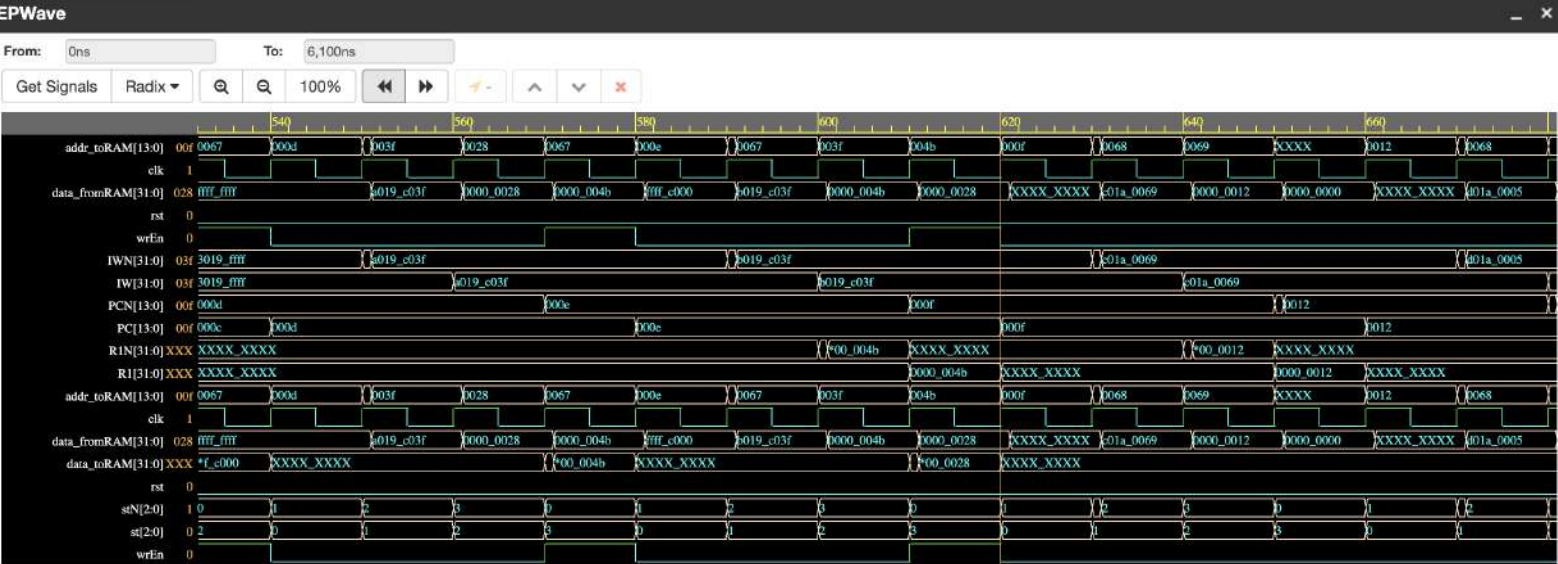 EPWave
From: 0ns To: 6,100ns
Get Signals Radix 100%
540 560 580 600 620 640 660
addr_toRAM[13:0] 00f 0067 000d 003f 0028 0067 000e 0067 003f 004b 000f 0068 0069 XXXX 0012 0068
clk 1
data_fromRAM[31:0] 028 ffff_ffff a019_c03f 0000_0028 0000_004b ffff_c000 b019_c03f 0000_004b 0000_0028 XXXX_XXXX c01a_0069 0000_0012 0000_0000 XXXX_XXXX d01a_0005
rst 0
wrEn 0
IWN[31:0] 03f 3019_ffff a019_c03f b019_c03f c01a_0069 d01a_0005
IW[31:0] 03f 3019_ffff a019_c03f b019_c03f c01a_0069
PCN[13:0] 00f 000d 000e 000f 0012
PC[13:0] 00f 000c 000d 000e 000f 0012
R1N[31:0] XXX XXXX_XXXX *00_004b XXXX_XXXX *00_0012 XXXX_XXXX
R1[31:0] XXX XXXX_XXXX 0000_004b XXXX_XXXX 0000_0012 XXXX_XXXX
addr_toRAM[13:0] 00f 0067 000d 003f 0028 0067 000e 0067 003f 004b 000f 0068 0069 XXXX 0012 0068
clk 1
data_fromRAM[31:0] 028 ffff_ffff a019_c03f 0000_0028 0000_004b ffff_c000 b019_c03f 0000_004b 0000_0028 XXXX_XXXX c01a_0069 0000_0012 0000_0000 XXXX_XXXX d01a_0005
data_toRAM[31:0] XXX *f_c000 XXXX_XXXX *00_004b XXXX_XXXX *00_0028 XXXX_XXXX
rst 0
stN[2:0] 1 0 1 2 3 0 1 2 3 0 1 2 3 0 1 2
st[2:0] 0 2 0 1 2 3 0 1 2 3 0 1 2 3 0 1
wrEn 0